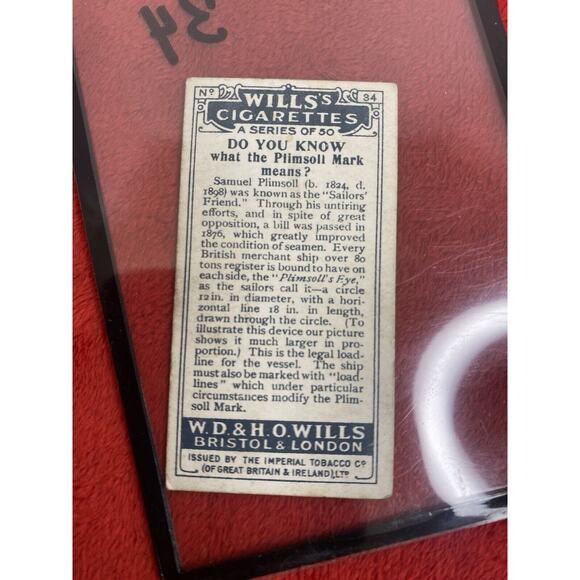 34
Nº WILLS'S 34
CIGARETTES
A SERIES OF 50
DO YOU KNOW
what the Plimsoll Mark
means?
Samuel Plimsoll (b. 1824, d.
1898) was known as the "Sailors'
Friend." Through his untiring
efforts, and in spite of great
opposition, a bill was passed in
1876, which greatly improved
the condition of seamen. Every
British merchant ship over 80
tons register is bound to have on
each side, the "Plimsoll's Eye,"
as the sailors call it—a circle
12 in. in diameter, with a hori-
zontal line 18 in. in length,
drawn through the circle. (To
illustrate this device our picture
shows it much larger in pro-
portion.) This is the legal load-
line for the vessel. The ship
must also be marked with "load-
lines" which under particular
circumstances modify the Plim-
soll Mark.
W.D. & H.O. WILLS
BRISTOL & LONDON
ISSUED BY THE IMPERIAL TOBACCO Cº
(OF GREAT BRITAIN & IRELAND), LTD